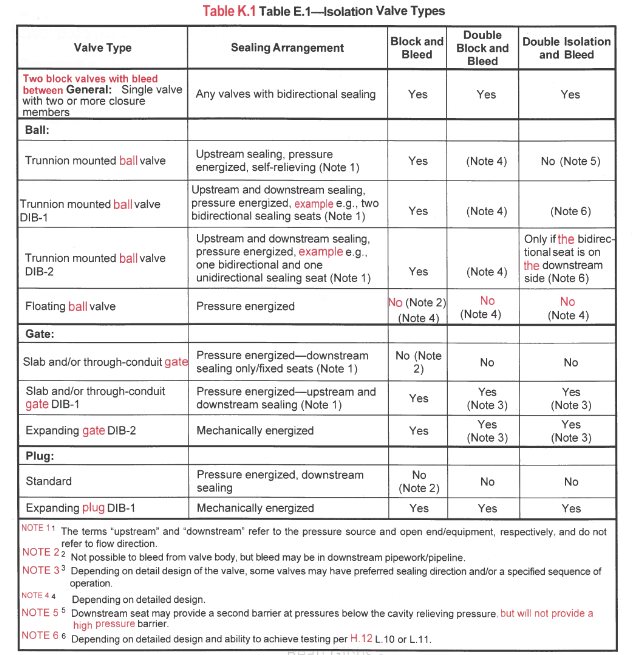 Table K.1 Table E.1—Isolation Valve Types
Valve Type Sealing Arrangement Block and Bleed Double Block and Bleed Double Isolation and Bleed
Two block valves with bleed
between General: Single valve
with two or more closure
members
Any valves with bidirectional sealing
Yes Yes Yes
Ball:
Trunnion mounted ball valve
Upstream sealing, pressure
energized, self-relieving (Note 1)
Yes (Note 4) No (Note 5)
Trunnion mounted ball valve
DIB-1
Upstream and downstream sealing,
pressure energized, example e.g., two
bidirectional sealing seats (Note 1)
Yes (Note 4) (Note 6)
Trunnion mounted ball valve
DIB-2
Upstream and downstream sealing,
pressure energized, example e.g.,
one bidirectional and one
unidirectional sealing seat (Note 1)
Yes (Note 4)
Only if the bidirec-
tional seat is on
the downstream
side (Note 6)
Floating ball valve
Pressure energized
No (Note 2)
(Note 4)
No
(Note 4)
No
(Note 4)
Gate:
Slab and/or through-conduit gate
Pressure energized—downstream
sealing only/fixed seats (Note 1)
No (Note
2)
No No
Slab and/or through-conduit
gate DIB-1
Pressure energized—upstream and
downstream sealing (Note 1)
Yes
Yes
(Note 3)
Yes
(Note 3)
Expanding gate DIB-2
Mechanically energized
Yes
Yes
(Note 3)
Yes
(Note 3)
Plug:
Standard
Pressure energized, downstream
sealing
No
(Note 2)
No No
Expanding plug DIB-1 Mechanically energized Yes Yes Yes
NOTE 1 1 The terms "upstream" and "downstream" refer to the pressure source and open end/equipment, respectively, and do not
refer to flow direction.
NOTE 2 2 Not possible to bleed from valve body, but bleed may be in downstream pipework/pipeline.
NOTE 3 3 Depending on detail design of the valve, some valves may have preferred sealing direction and/or a specified sequence of
operation.
NOTE 4 4 Depending on detailed design.
NOTE 5 5 Downstream seat may provide a second barrier at pressures below the cavity relieving pressure. but will not provide a
high pressure barrier.
NOTE 6 6 Depending on detailed design and ability to achieve testing per H.12 L.10 or L.11.